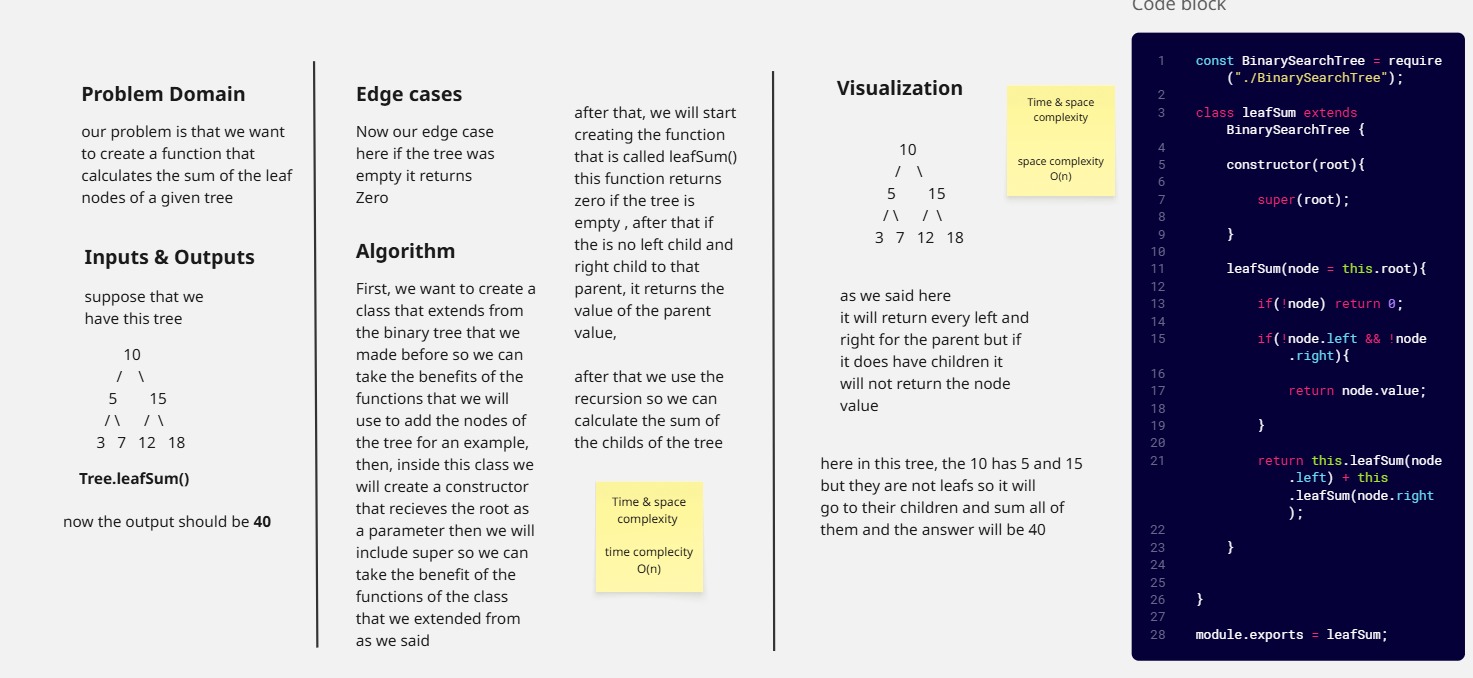 Problem Domain
our problem is that we want
to create a function that
calculates the sum of the leaf
nodes of a given tree
Inputs & Outputs
suppose that we
have this tree
10
/ \
5 15
/ \ / \
3 7 12 18
Tree.leafSum()
now the output should be 40
Edge cases
Now our edge case
here if the tree was
empty it returns
Zero
Algorithm
First, we want to create a
class that extends from
the binary tree that we
made before so we can
take the benefits of the
functions that we will
use to add the nodes of
the tree for an example,
then, inside this class we
will create a constructor
that recieves the root as
a parameter then we will
include super so we can
take the benefit of the
functions of the class
that we extended from
as we said
after that, we will start
creating the function
that is called leafSum()
this function returns
zero if the tree is
empty , after that if
the is no left child and
right child to that
parent, it returns the
value of the parent
value,
after that we use the
recursion so we can
calculate the sum of
the childs of the tree
Time & space
complexity
time complecity
O(n)
Visualization
10
/ \
5 15
/ \ / \
3 7 12 18
Time & space
complexity
space complexity
O(n)
as we said here
it will return every left and
right for the parent but if
it does have children it
will not return the node
value
here in this tree, the 10 has 5 and 15
but they are not leafs so it will
go to their children and sum all of
them and the answer will be 40
Code block
1 const BinarySearchTree = require
("./BinarySearchTree");
2
3 class leafSum extends
BinarySearchTree {
4
5 constructor(root){
6
7 super(root);
8
9 }
10
11 leafSum(node = this.root){
12
13 if(!node) return 0;
14
15 if(!node.left && !node
.right){
16
17 return node.value;
18
19 }
20
21 return this.leafSum(node
.left) + this
.leafSum(node.right
);
22
23 }
24
25
26 }
27
28 module.exports = leafSum;